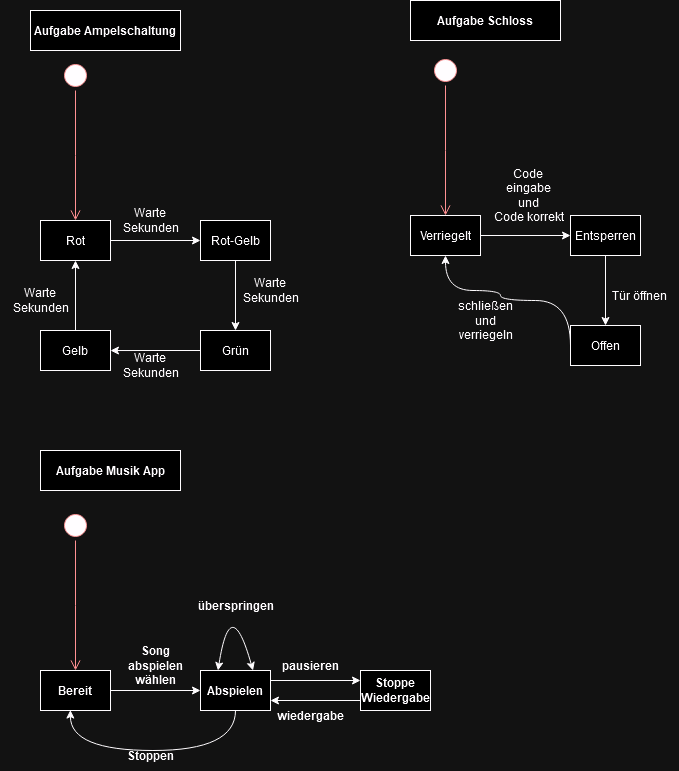 Aufgabe Ampelschaltung
Aufgabe Schloss
Warte
Sekunden
Rot
Rot-Gelb
Warte
Sekunden
Warte
Sekunden
Gelb
Grün
Warte
Sekunden
Code
eingabe
und
Code korrekt
Verriegelt
Entsperren
Tür öffnen
schließen
und
verriegeln
Offen
Aufgabe Musik App
überspringen
Song
abspielen
wählen
pausieren
Bereit
Abspielen
Stoppe
Wiedergabe
wiedergabe
Stoppen